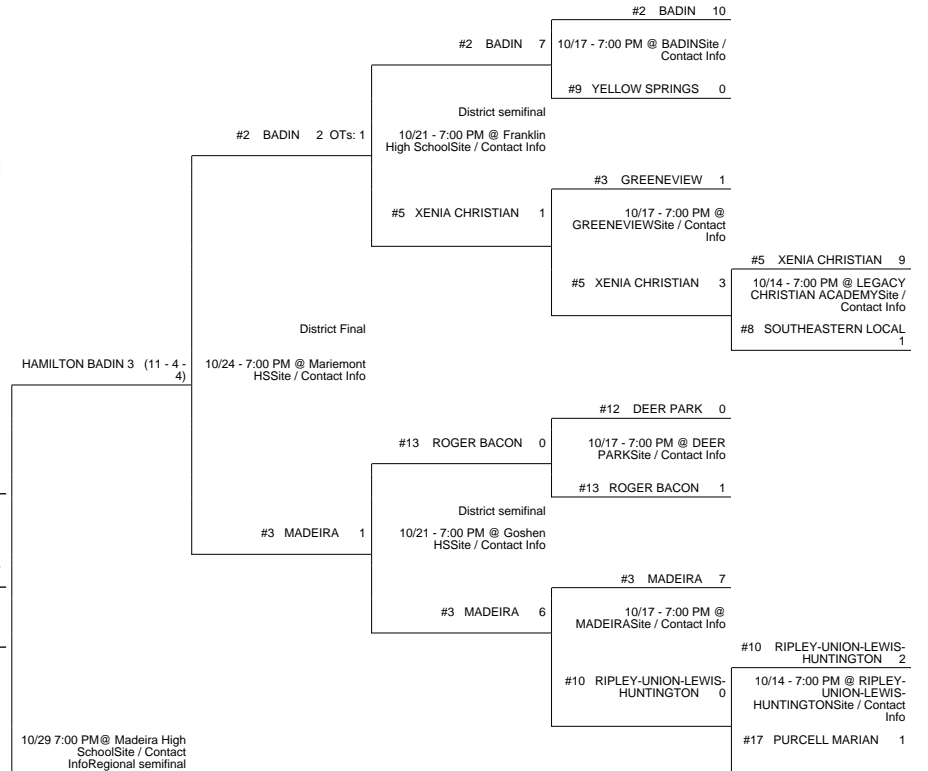 #2 BADIN 10
#2 BADIN 7
10/17 - 7:00 PM @ BADINSite /
Contact Info
#9 YELLOW SPRINGS 0
District semifinal
#2 BADIN 2 OTs: 1
10/21 - 7:00 PM @ Franklin
High SchoolSite / Contact Info
#3 GREENEVIEW 1
#5 XENIA CHRISTIAN 1
10/17 - 7:00 PM @
GREENEVIEWSite / Contact
Info
#5 XENIA CHRISTIAN 9
#5 XENIA CHRISTIAN 3
10/14 - 7:00 PM @ LEGACY
CHRISTIAN ACADEMYSite /
Contact Info
#8 SOUTHEASTERN LOCAL
1
District Final
HAMILTON BADIN 3 (11 - 4 -
4)
10/24 - 7:00 PM @ Mariemont
HSSite / Contact Info
#12 DEER PARK 0
#13 ROGER BACON 0
10/17 - 7:00 PM @ DEER
PARKSite / Contact Info
#13 ROGER BACON 1
District semifinal
#3 MADEIRA 1
10/21 - 7:00 PM @ Goshen
HSSite / Contact Info
#3 MADEIRA 7
#3 MADEIRA 6
10/17 - 7:00 PM @
MADEIRASite / Contact Info
#10 RIPLEY-UNION-LEWIS-
HUNTINGTON 2
#10 RIPLEY-UNION-LEWIS-
HUNTINGTON 0
10/14 - 7:00 PM @ RIPLEY-
UNION-LEWIS-
HUNTINGTONSite / Contact
Info
#17 PURCELL MARIAN 1
10/29 7:00 PM@ Madeira High
SchoolSite / Contact
InfoRegional semifinal